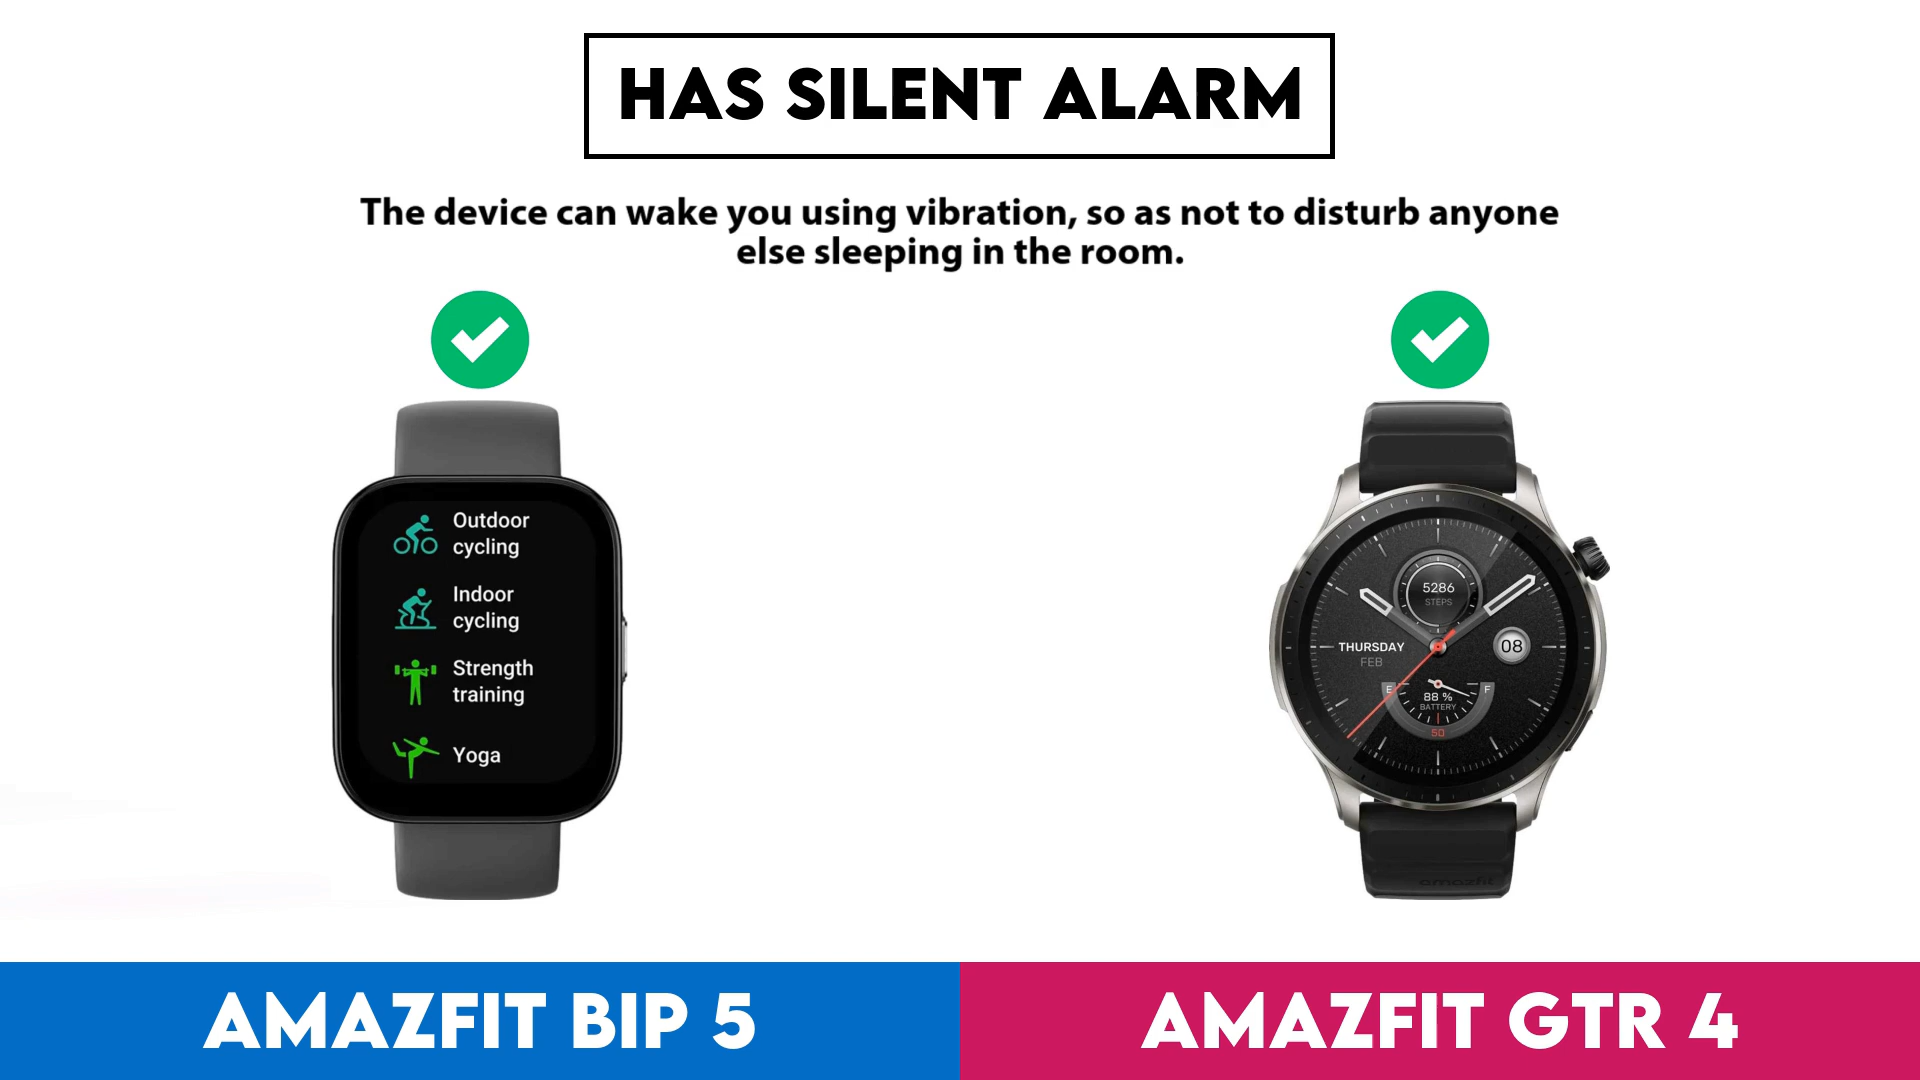 HAS SILENT ALARM
The device can wake you using vibration, so as not to disturb anyone
else sleeping in the room.
Outdoor
cycling
Indoor
cycling
Strength
training
Yoga
5286
STEPS
THURSDAY
FEB
08
E
F
88 %
BATTERY
50
amazfit
AMAZFIT BIP 5
AMAZFIT GTR 4